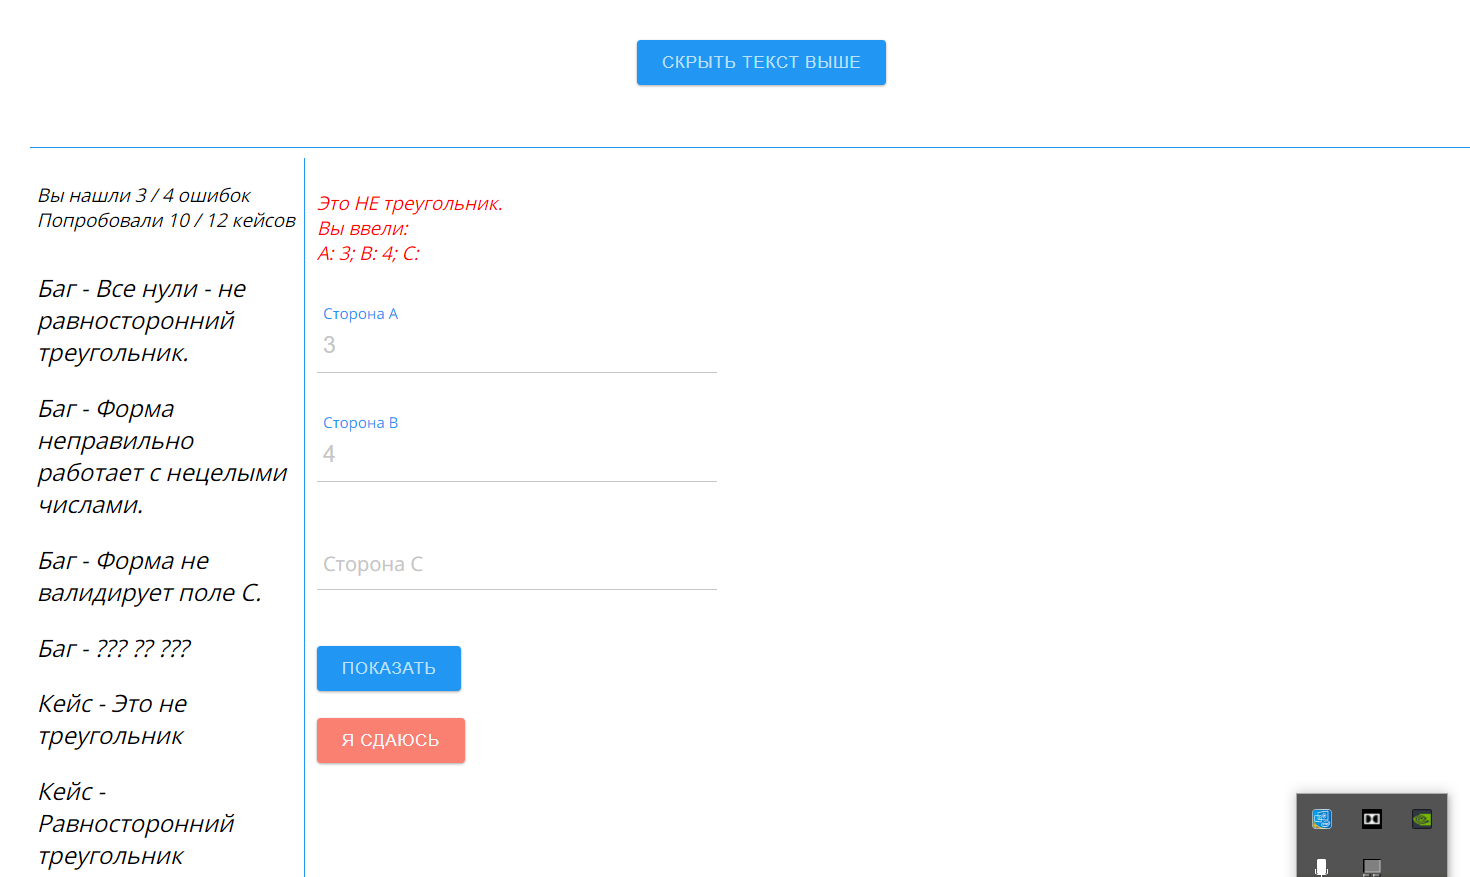 СКРЫТЬ ТЕКСТ ВЫШЕ
Вы нашли 3 / 4 ошибок
Попробовали 10 / 12 кейсов
Баг - Все нули - не
равносторонний
треугольник.
Баг - Форма
неправильно
работает с нецелыми
числами.
Баг - Форма не
валидирует поле C.
Баг - ??? ?? ???
Кейс - Это не
треугольник
Кейс -
Равносторонний
треугольник
Это НЕ треугольник.
Вы ввели:
A: 3; B: 4; C:
Сторона A
3
Сторона B
4
Сторона C
ПОКАЗАТЬ
Я СДАЮСЬ